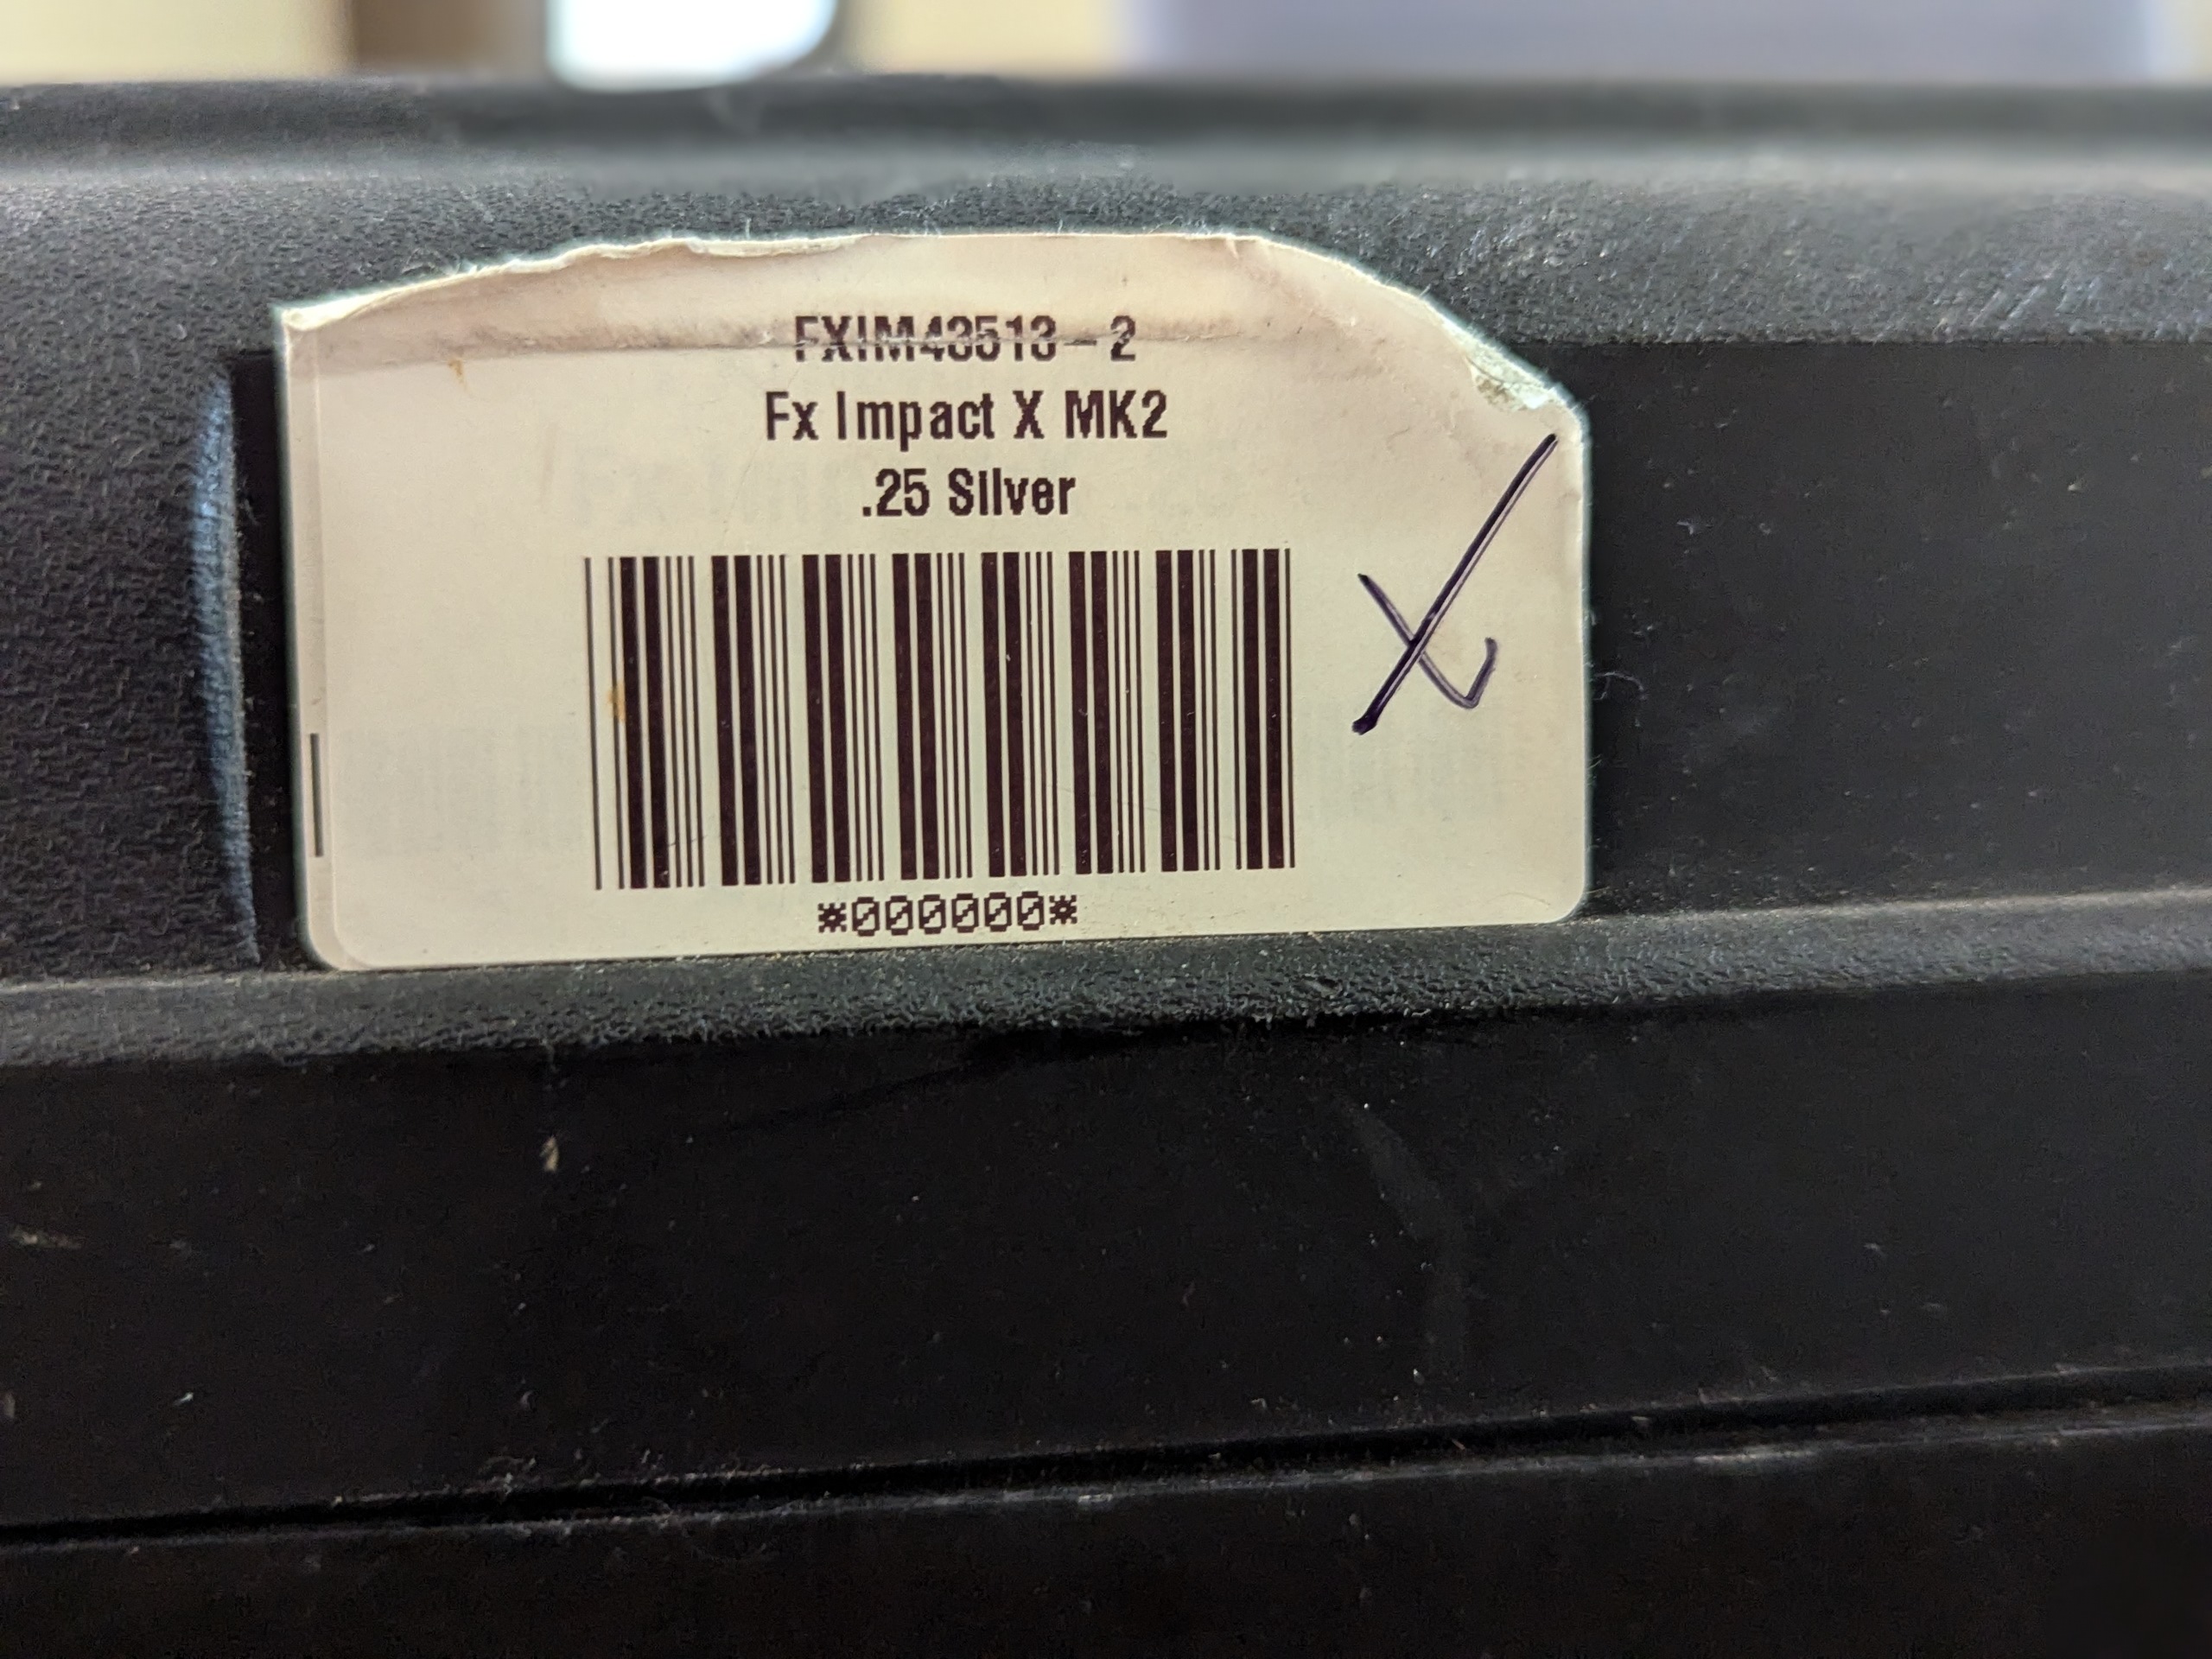 FXIM43513-2
Fx Impact X MK2
.25 Silver
X
*000000*